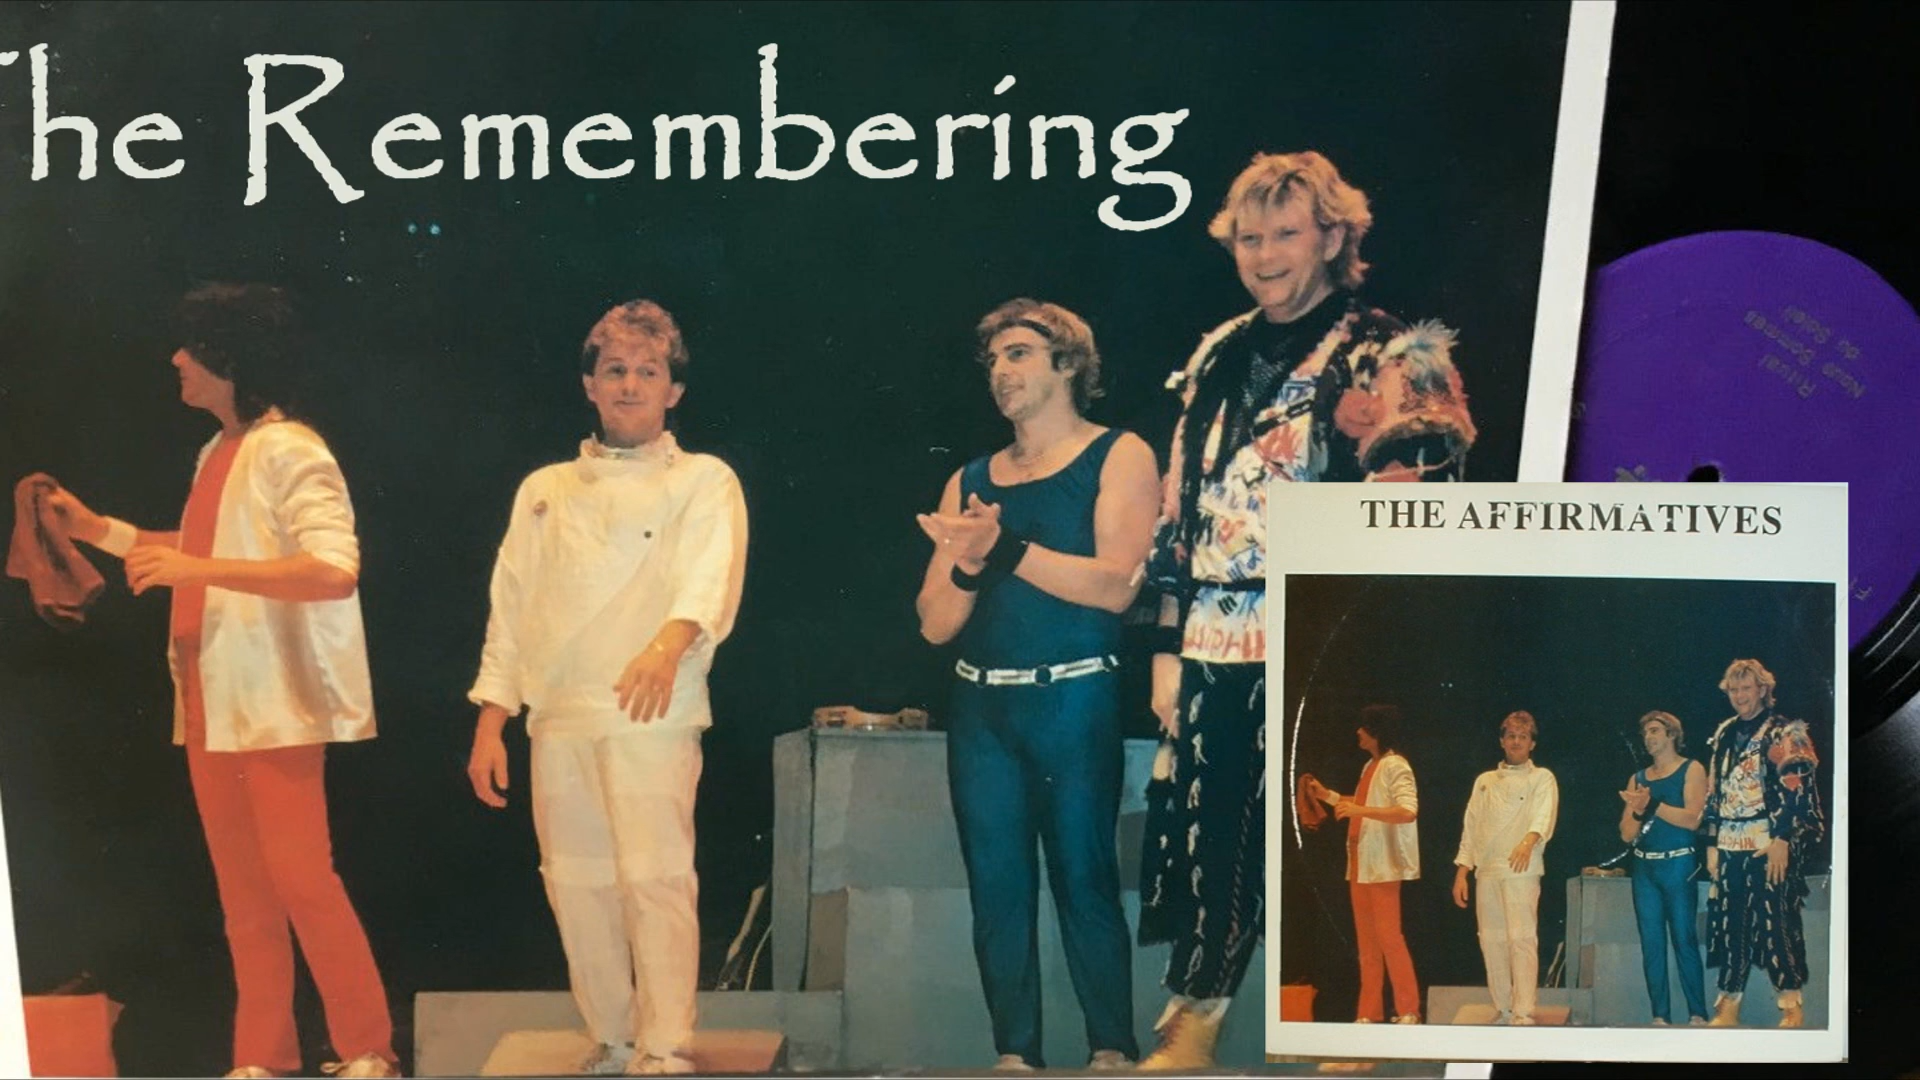 The Remembering
Ritual
Nous Sommes
du Soleil
THE AFFIRMATIVES